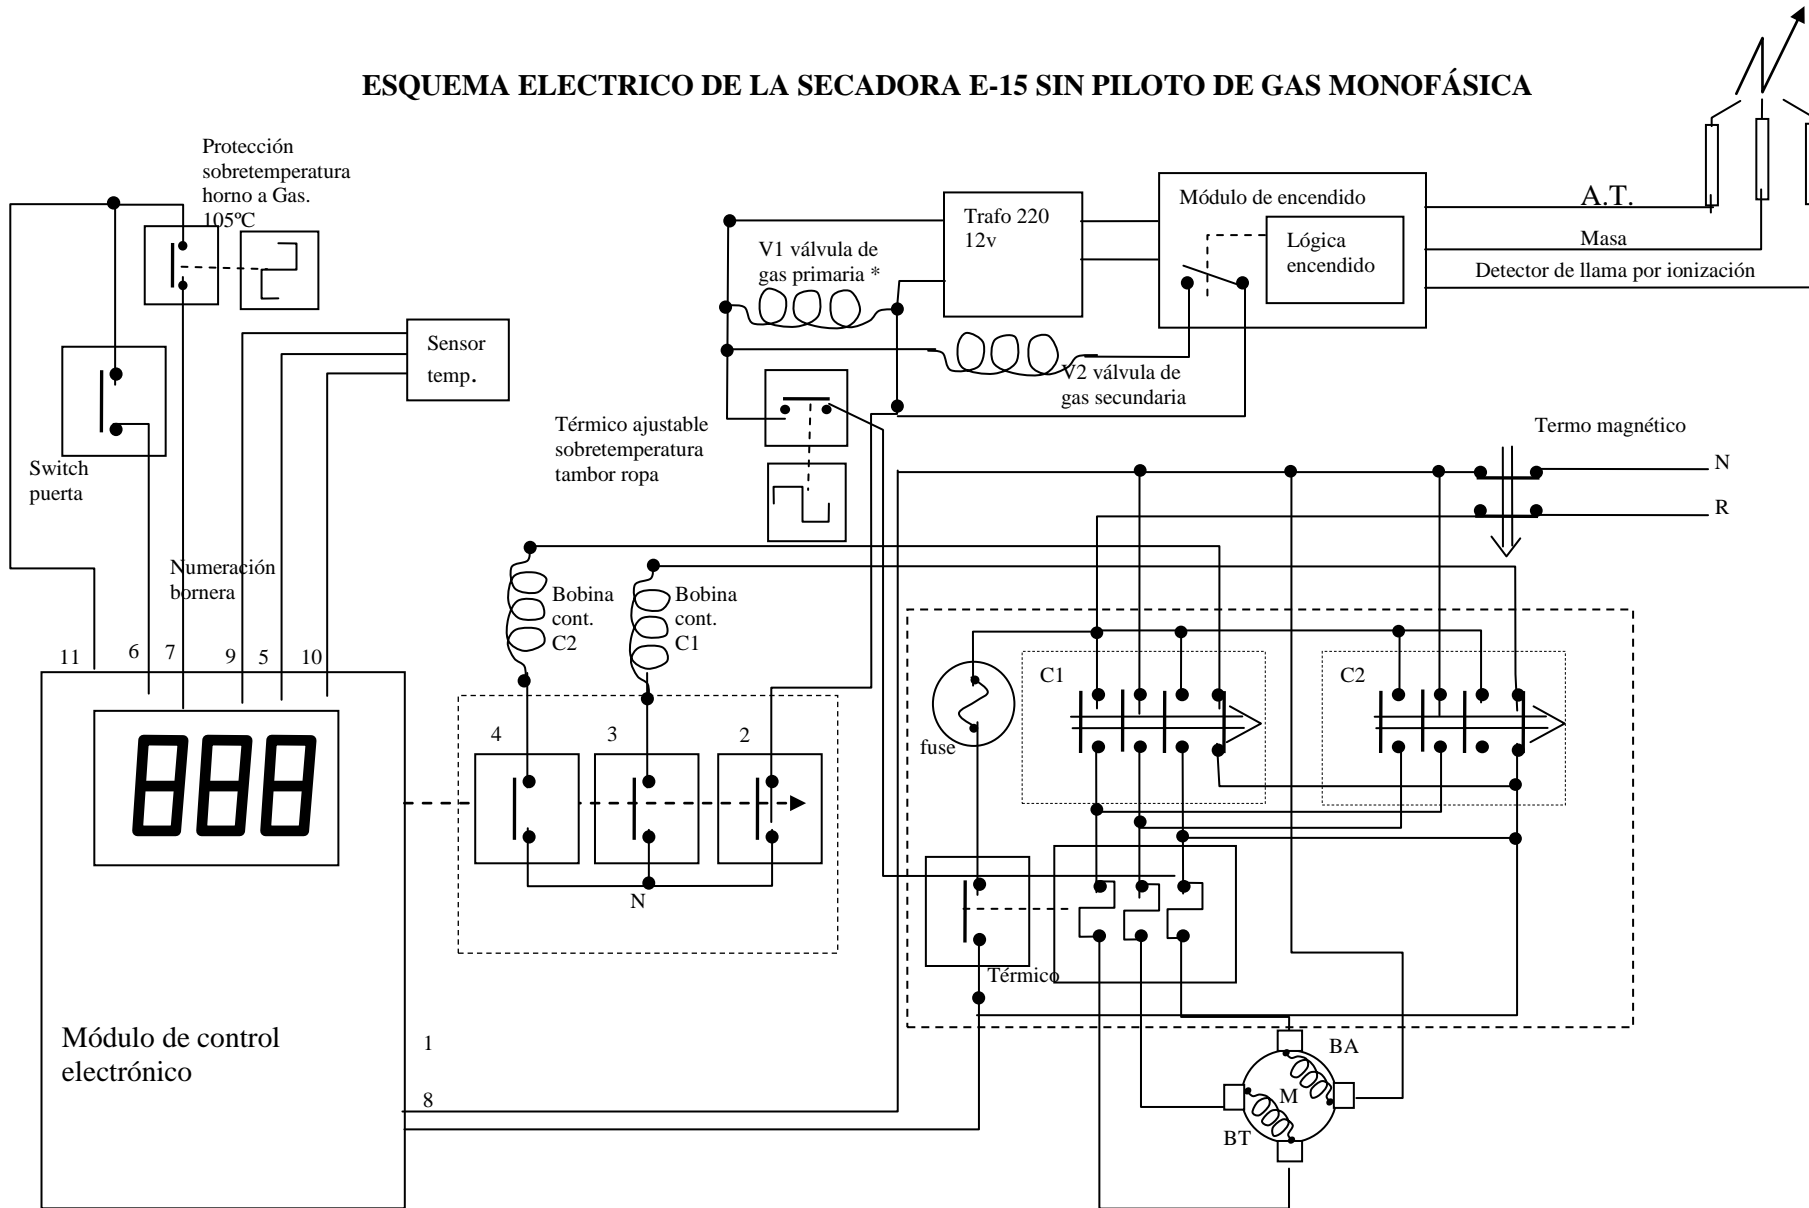 ESQUEMA ELECTRICO DE LA SECADORA E-15 SIN PILOTO DE GAS MONOFÁSICA
Protección
sobretemperatura
horno a Gas.
105ºC
Trafo 220
12v
Módulo de encendido
Lógica
encendido
A.T.
Masa
Detector de llama por ionización
V1 válvula de
gas primaria *
V2 válvula de
gas secundaria
Sensor
temp.
Switch
puerta
Térmico ajustable
sobretemperatura
tambor ropa
Termo magnético
N
R
Numeración
bornera
Bobina
cont.
C2
Bobina
cont.
C1
11
6
7
9
5
10
C1
C2
fuse
4
3
2
N
Térmico
Módulo de control
electrónico
1
8
BA
M
BT